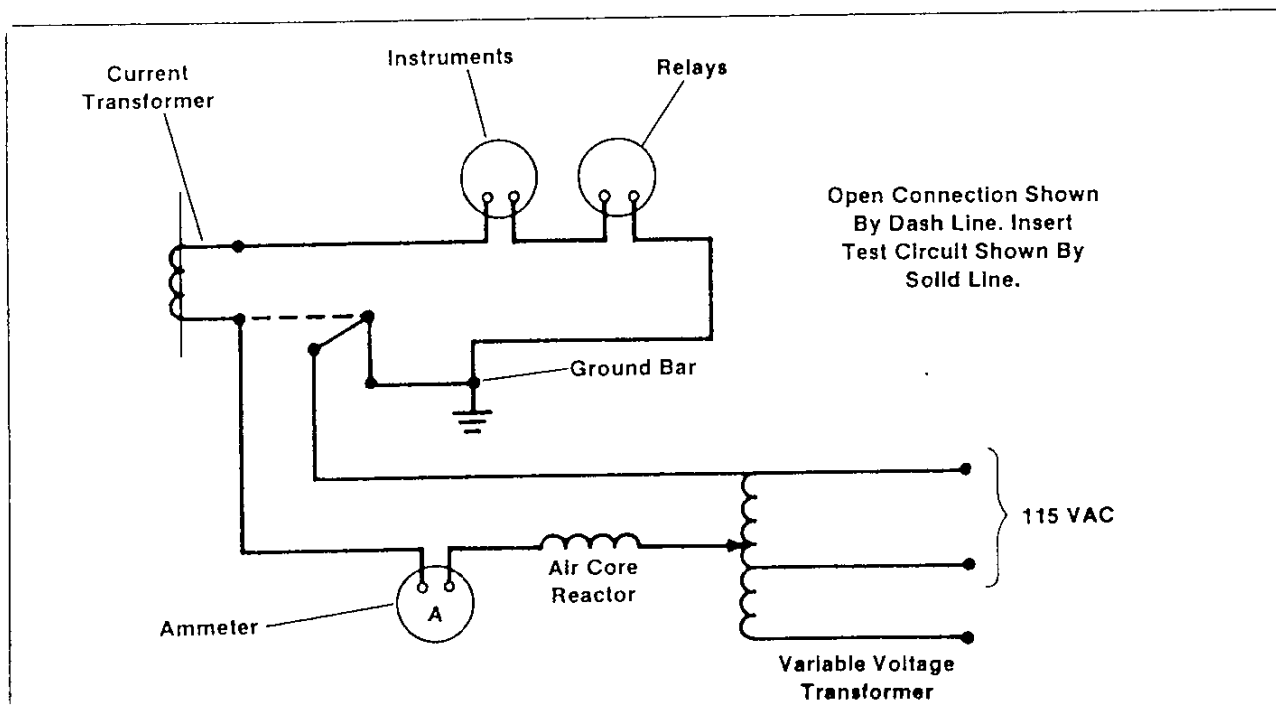 Current
Transformer
Instruments
Relays
Open Connection Shown
By Dash Line. Insert
Test Circuit Shown By
Solid Line.
Ground Bar
115 VAC
Air Core
Reactor
A
Ammeter
Variable Voltage
Transformer